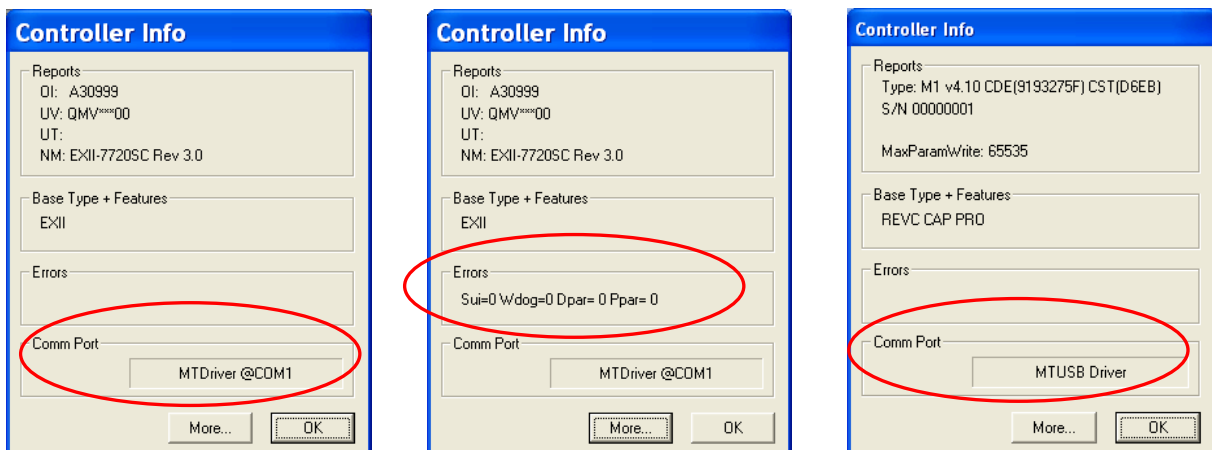 Controller Info
Reports
OI: A30999
UV: QMV***00
UT:
NM: EXII-7720SC Rev 3.0
Base Type + Features
EXII
Errors
Comm Port
MTDriver @COM1
More...
OK
Controller Info
Reports
OI: A30999
UV: QMV***00
UT:
NM: EXII-7720SC Rev 3.0
Base Type + Features
EXII
Errors
Sui=0 Wdog=0 Dpar= 0 Ppar= 0
Comm Port
MTDriver @COM1
More...
OK
Controller Info
Reports
Type: M1 v4.10 CDE(9193275F) CST(D6EB)
S/N 00000001
MaxParamWrite: 65535
Base Type + Features
REVC CAP PRO
Errors
Comm Port
MTUSB Driver
More...
OK